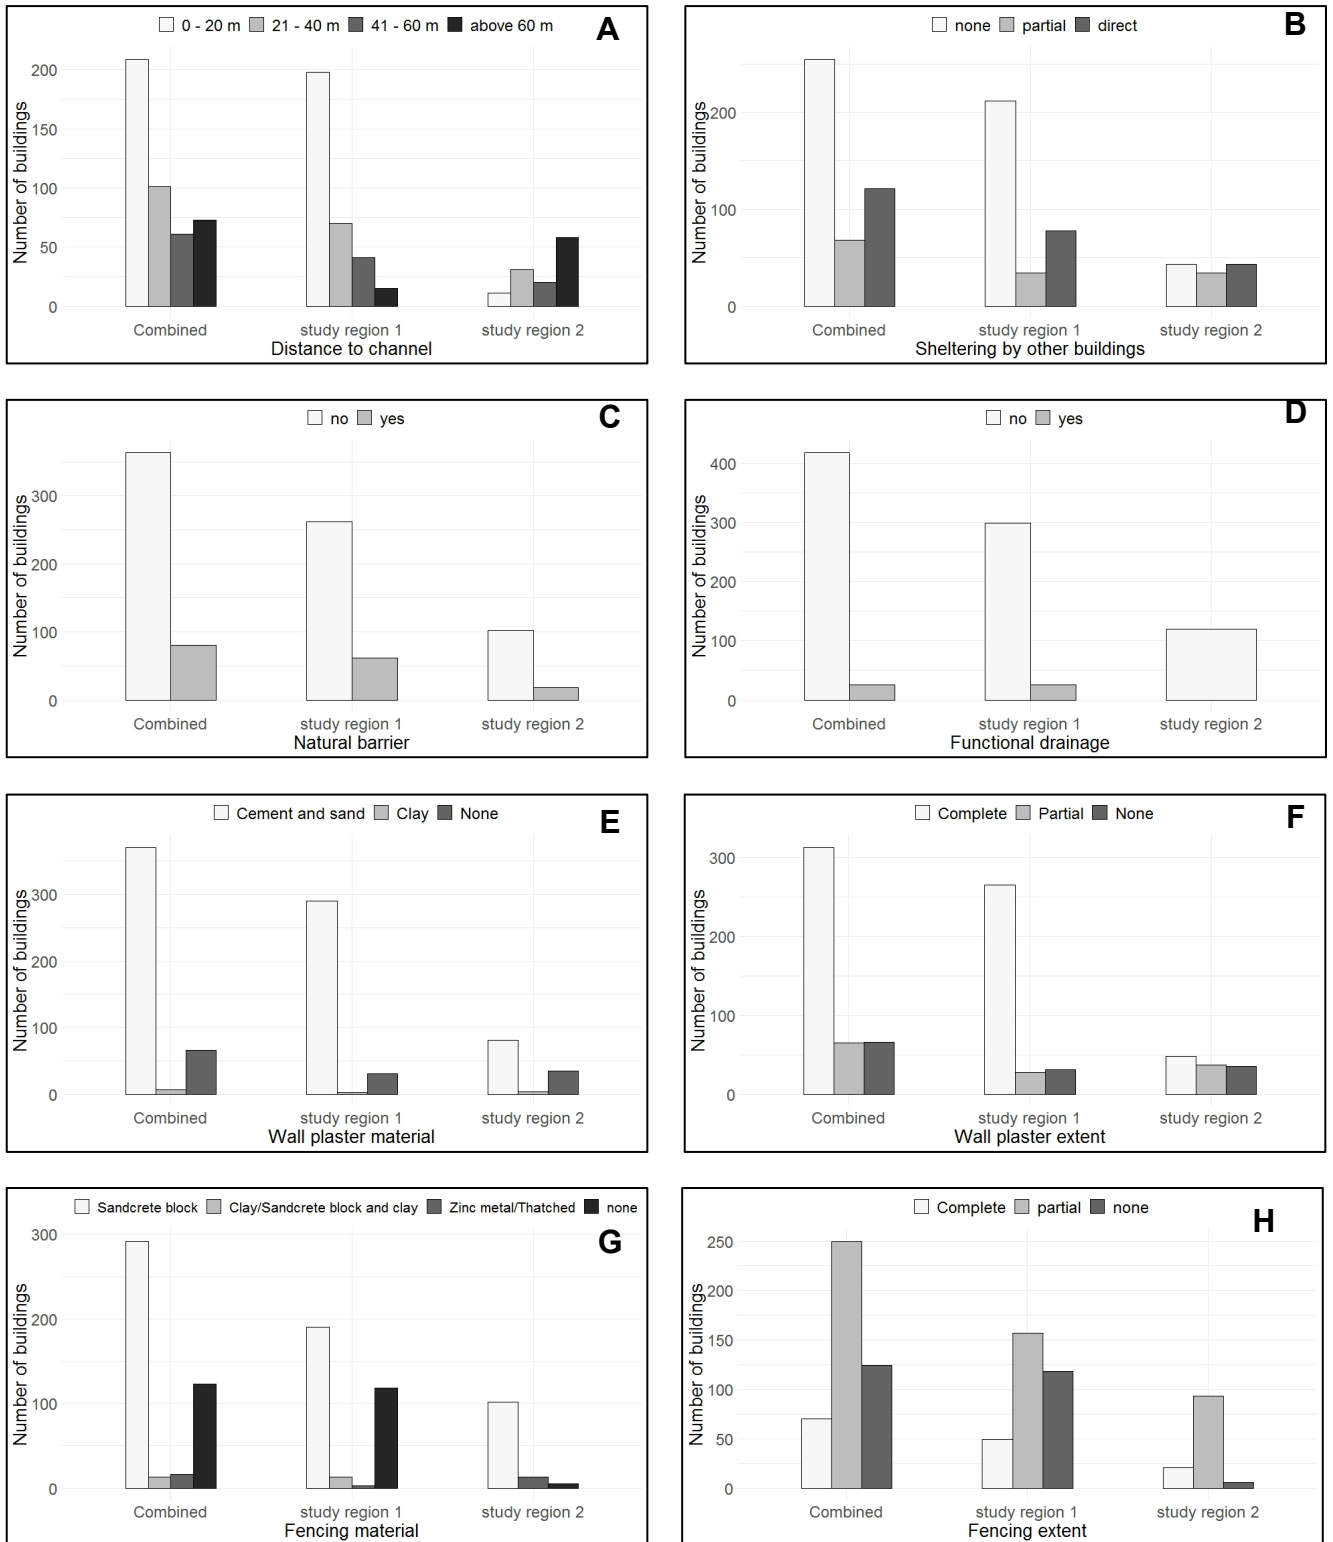 0 - 20 m 21 - 40 m 41 - 60 m above 60 m
A
Number of buildings
200
150
100
50
0
Combined study region 1 study region 2
Distance to channel
none partial direct
B
Number of buildings
200
100
0
Combined study region 1 study region 2
Sheltering by other buildings
no yes
C
Number of buildings
300
200
100
0
Combined study region 1 study region 2
Natural barrier
no yes
D
Number of buildings
400
300
200
100
0
Combined study region 1 study region 2
Functional drainage
Cement and sand Clay None
E
Number of buildings
300
200
100
0
Combined study region 1 study region 2
Wall plaster material
Complete Partial None
F
Number of buildings
300
200
100
0
Combined study region 1 study region 2
Wall plaster extent
Sandcrete block Clay/Sandcrete block and clay Zinc metal/Thatched none
G
Number of buildings
300
200
100
0
Combined study region 1 study region 2
Fencing material
Complete partial none
H
Number of buildings
250
200
150
100
50
0
Combined study region 1 study region 2
Fencing extent